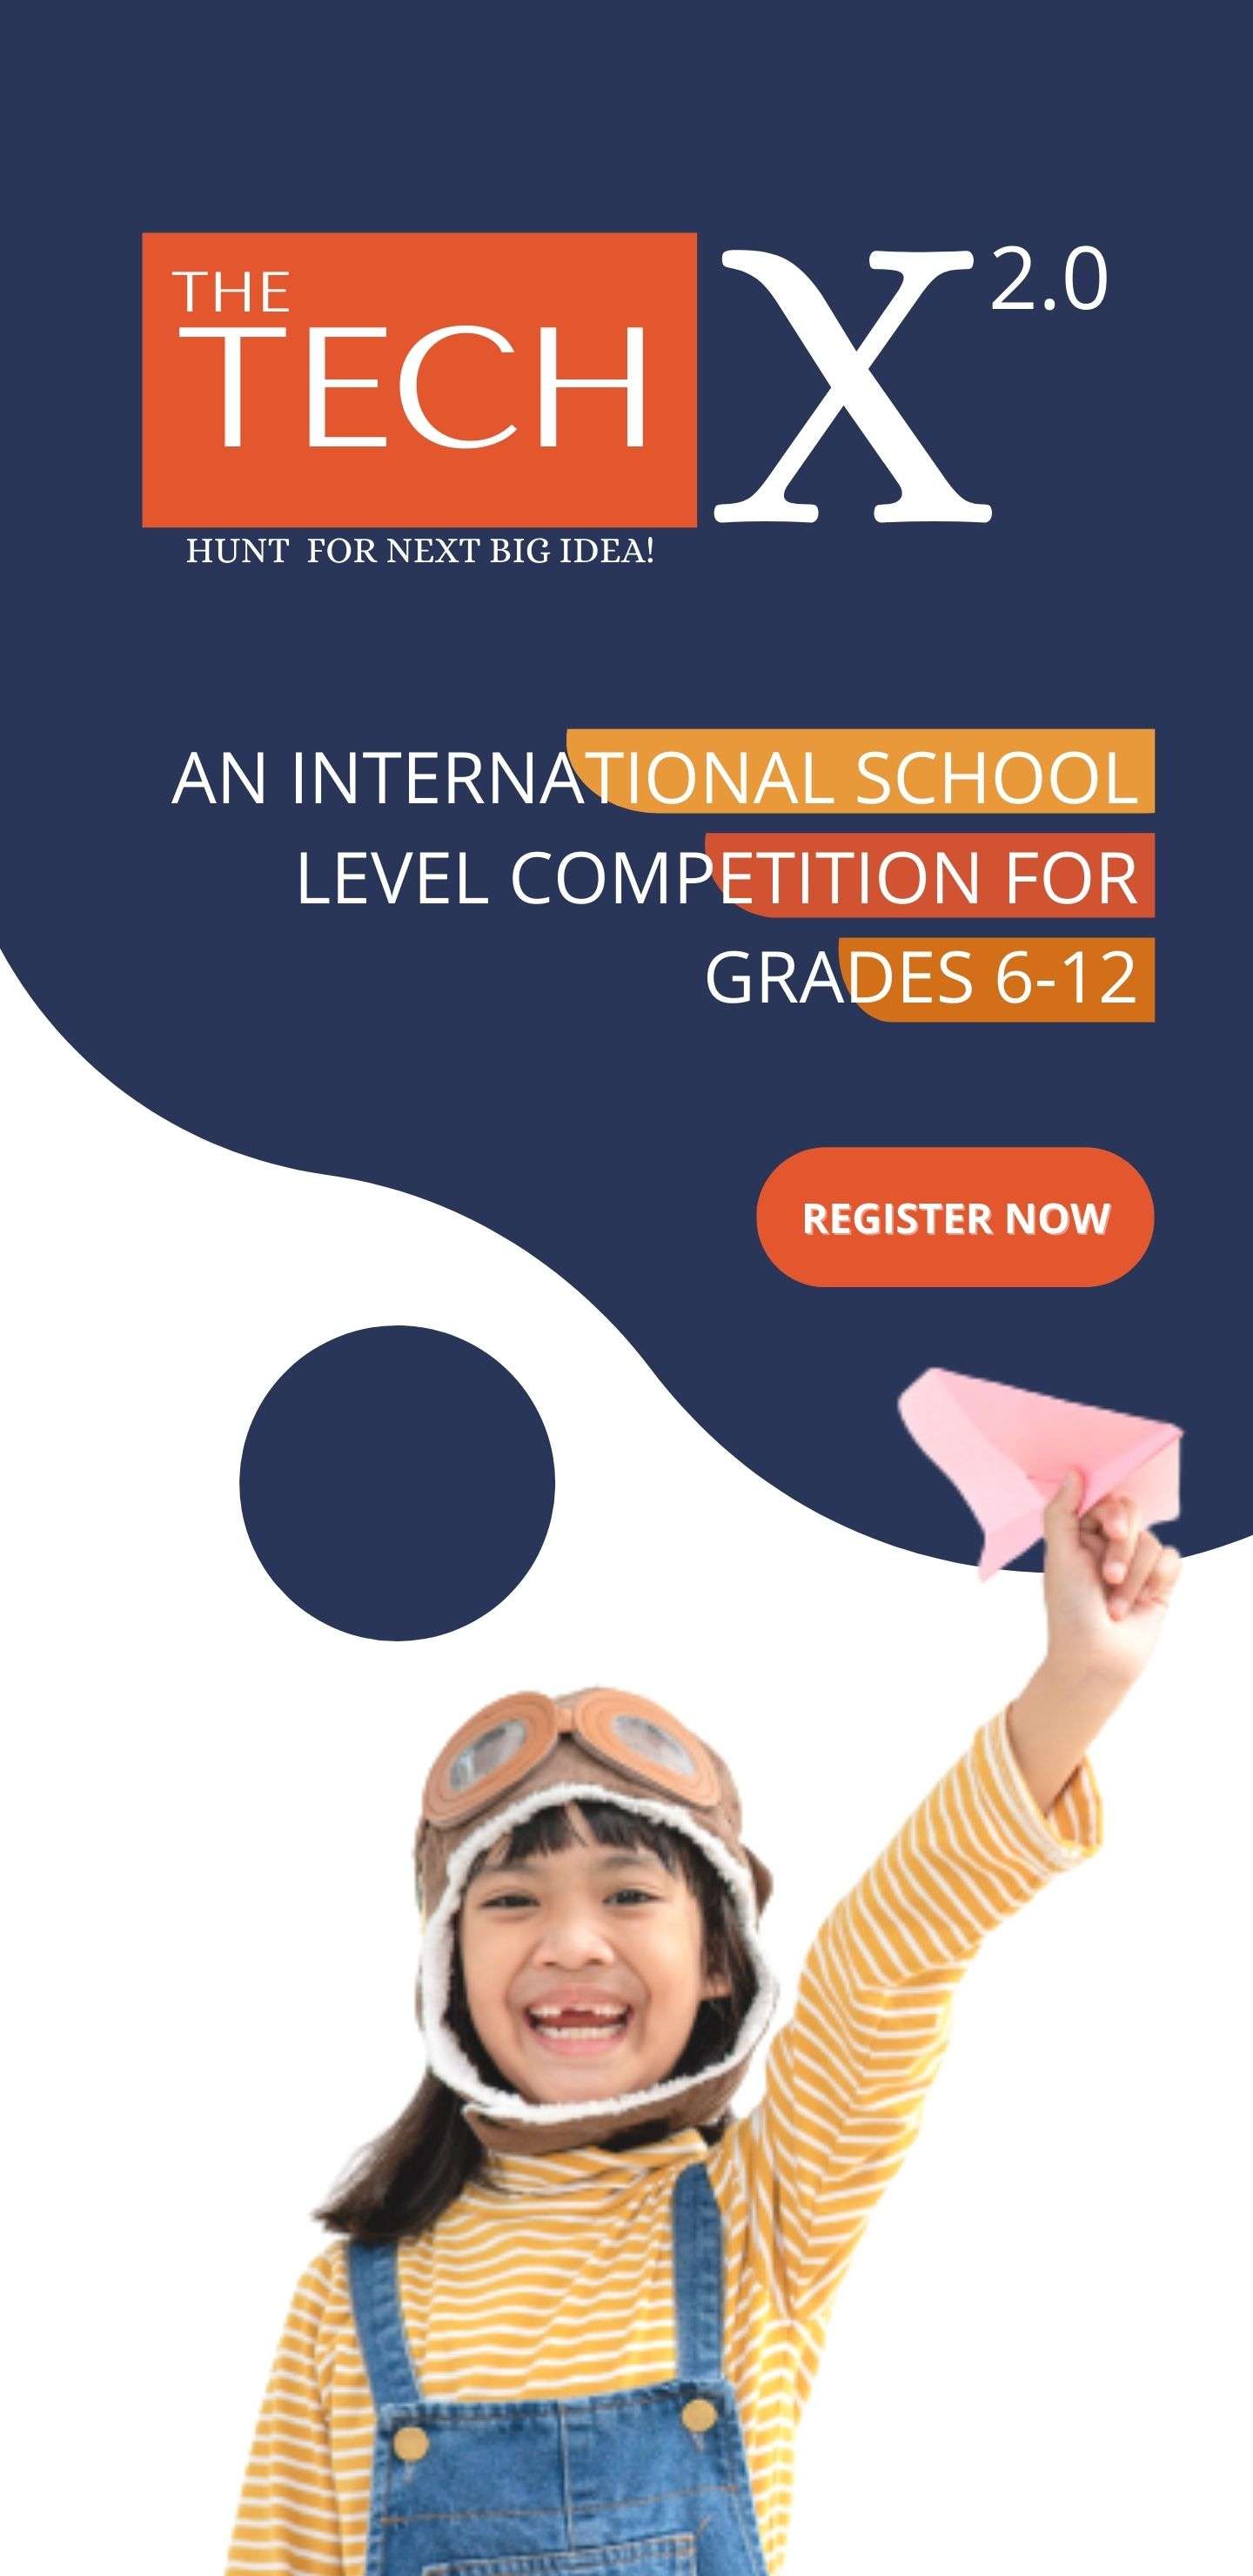 THE
TECH X 2.0
HUNT FOR NEXT BIG IDEA!
AN INTERNATIONAL SCHOOL
LEVEL COMPETITION FOR
GRADES 6-12
REGISTER NOW